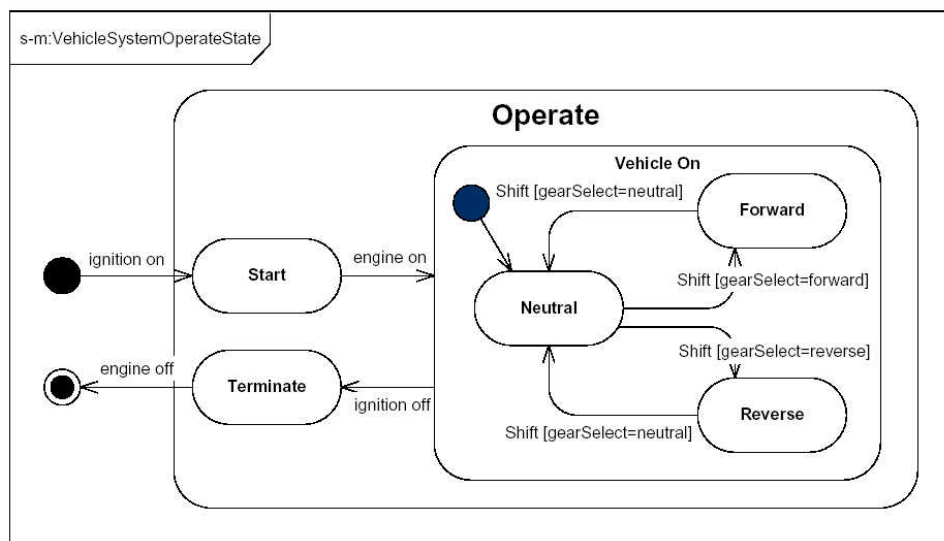 s-m:VehicleSystemOperateState
Operate
Vehicle On
Shift [gearSelect=neutral]
Forward
ignition on
Start
engine on
Shift [gearSelect=forward]
Neutral
Shift [gearSelect=reverse]
engine off
Terminate
ignition off
Reverse
Shift [gearSelect=neutral]